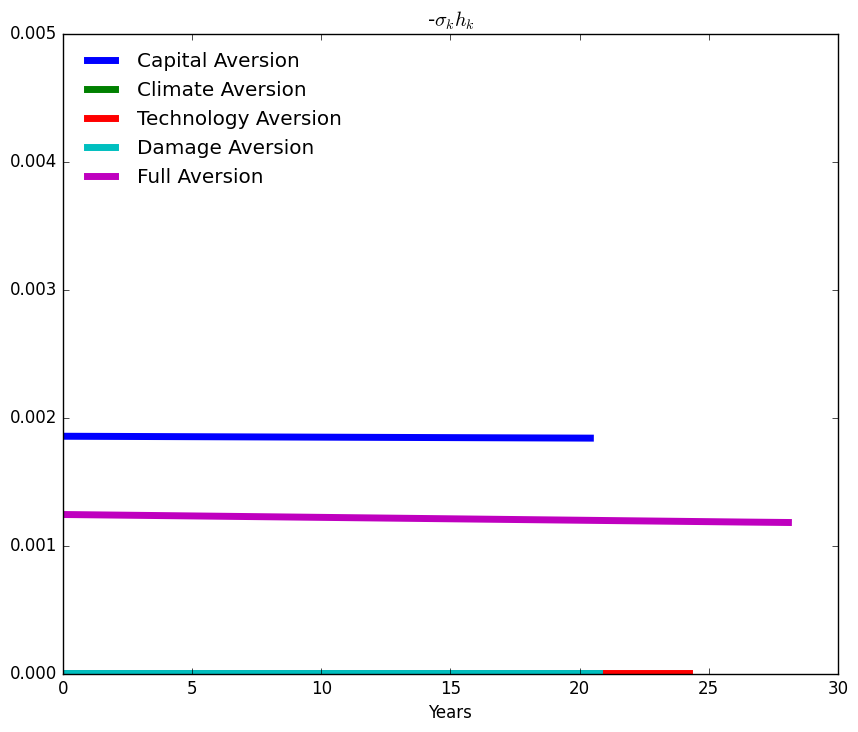 -σₖhₖ
0.005
0.004
0.003
0.002
0.001
0.000
Capital Aversion
Climate Aversion
Technology Aversion
Damage Aversion
Full Aversion
0 5 10 15 20 25 30
Years